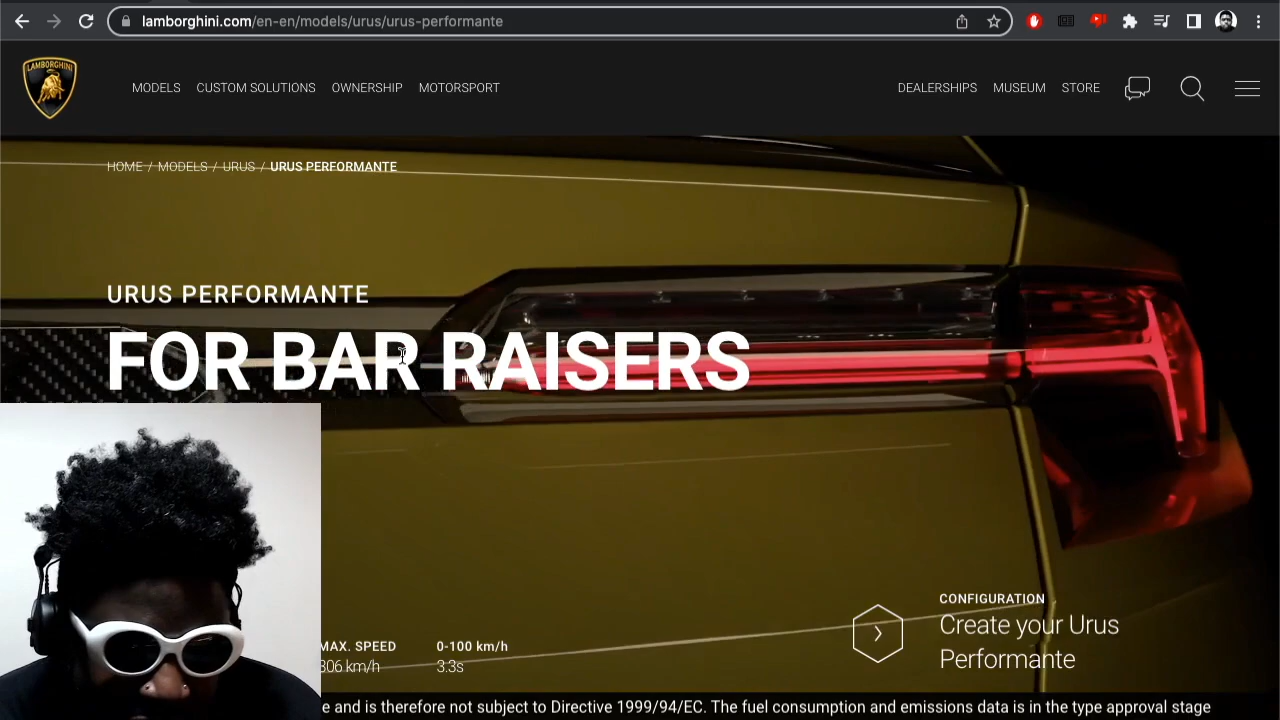 lamborghini.com/en-en/models/urus/urus-performante
LAMBORGHINI
MODELS CUSTOM SOLUTIONS OWNERSHIP MOTORSPORT
DEALERSHIPS MUSEUM STORE
HOME / MODELS / URUS / URUS PERFORMANTE
URUS PERFORMANTE
FOR BAR RAISERS
CONFIGURATION
Create your Urus
Performante
MAX. SPEED
306 km/h
0-100 km/h
3.3s
e and is therefore not subject to Directive 1999/94/EC. The fuel consumption and emissions data is in the type approval stage